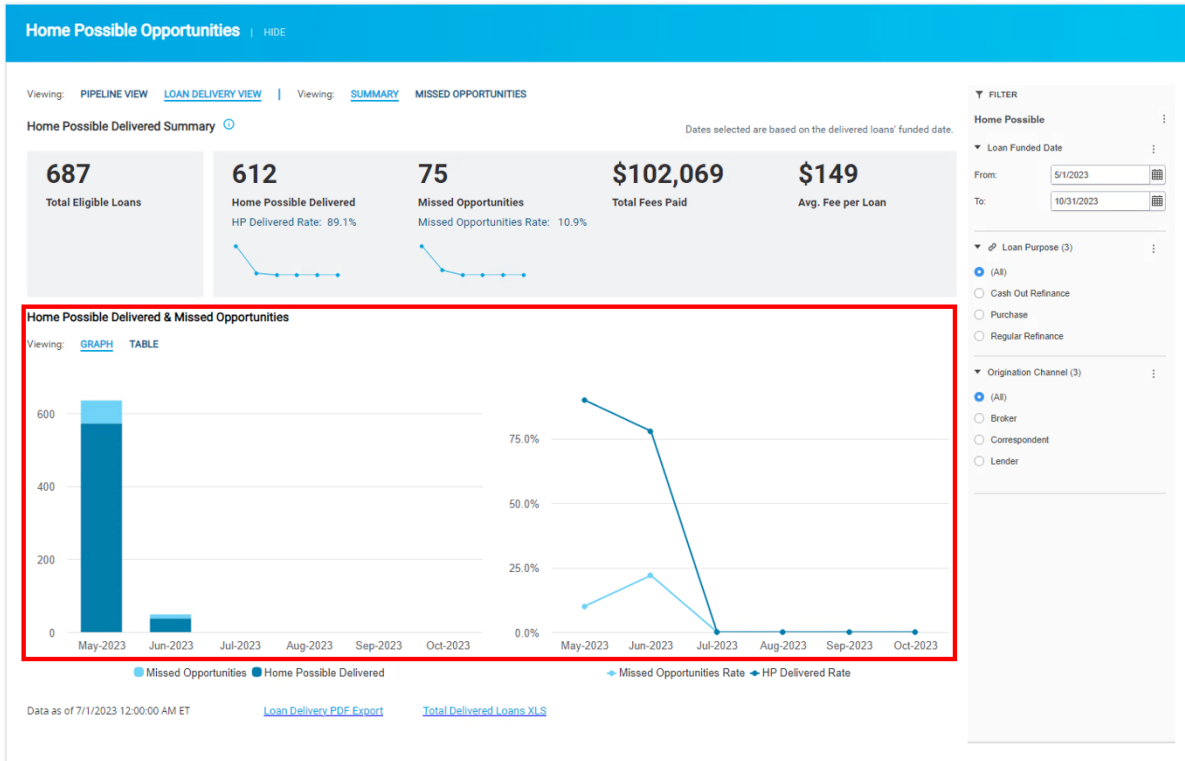 Home Possible Opportunities | HIDE
Viewing: PIPELINE VIEW LOAN DELIVERY VIEW | Viewing: SUMMARY MISSED OPPORTUNITIES
Home Possible Delivered Summary
Dates selected are based on the delivered loans' funded date.
687
Total Eligible Loans
612
Home Possible Delivered
HP Delivered Rate: 89.1%
75
Missed Opportunities
Missed Opportunities Rate: 10.9%
$102,069
Total Fees Paid
$149
Avg. Fee per Loan
Home Possible Delivered & Missed Opportunities
Viewing: GRAPH TABLE
600
400
200
0
May-2023 Jun-2023 Jul-2023 Aug-2023 Sep-2023 Oct-2023
Missed Opportunities Home Possible Delivered
75.0%
50.0%
25.0%
0.0%
May-2023 Jun-2023 Jul-2023 Aug-2023 Sep-2023 Oct-2023
Missed Opportunities Rate HP Delivered Rate
Data as of 7/1/2023 12:00:00 AM ET Loan Delivery PDF Export Total Delivered Loans XLS
FILTER
Home Possible
Loan Funded Date
From: 5/1/2023
To: 10/31/2023
Loan Purpose (3)
(All)
Cash Out Refinance
Purchase
Regular Refinance
Origination Channel (3)
(All)
Broker
Correspondent
Lender